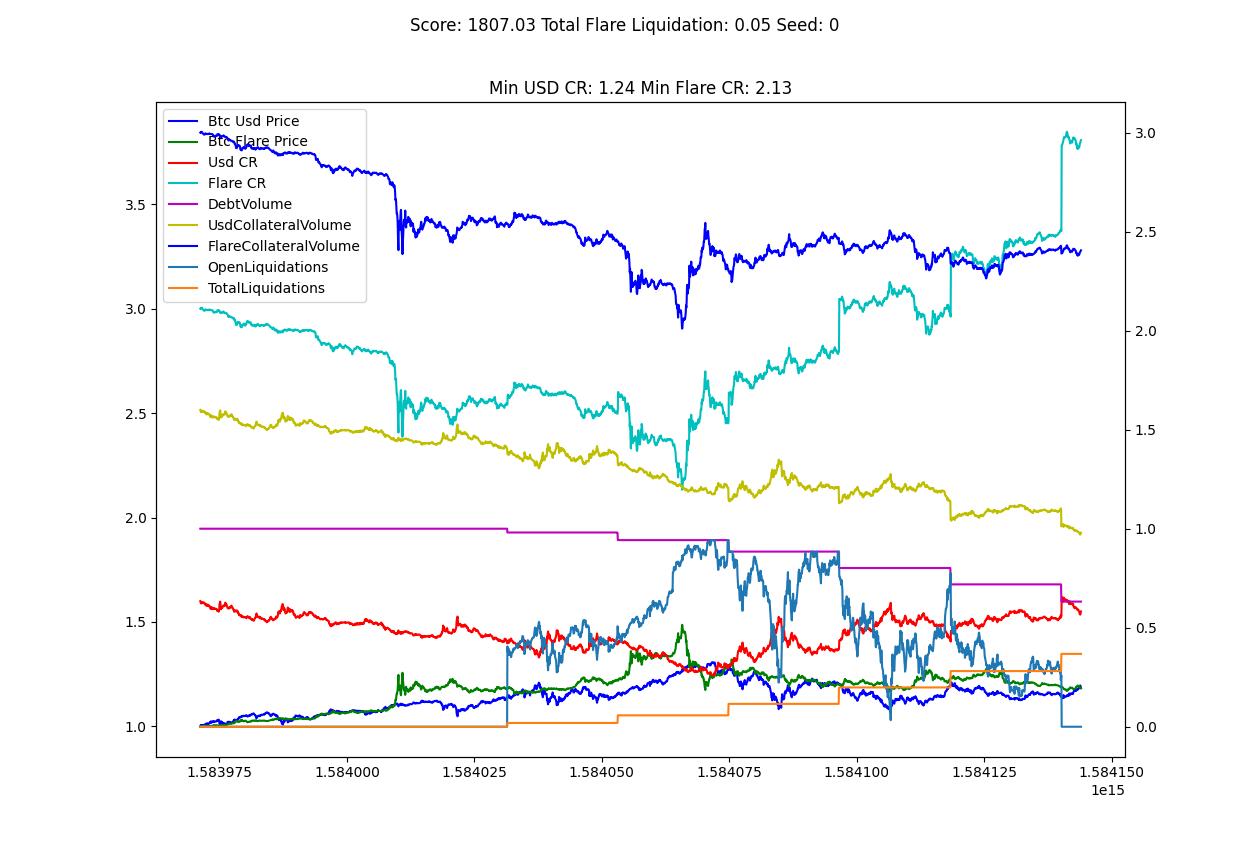 Score: 1807.03 Total Flare Liquidation: 0.05 Seed: 0
Min USD CR: 1.24 Min Flare CR: 2.13
Btc Usd Price
Btc Flare Price
Usd CR
Flare CR
DebtVolume
UsdCollateralVolume
FlareCollateralVolume
OpenLiquidations
TotalLiquidations
3.5
3.0
2.5
2.0
1.5
1.0
3.0
2.5
2.0
1.5
1.0
0.5
0.0
1.583975 1.584000 1.584025 1.584050 1.584075 1.584100 1.584125 1.584150
1e15